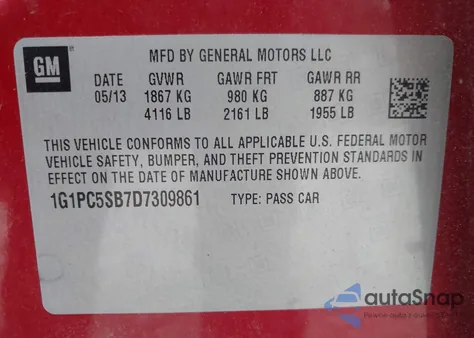 GM
MFD BY GENERAL MOTORS LLC
05/13 GVWR GAWR FRT GAWR RR
1867 KG 980 KG 887 KG
4116 LB 2161 LB 1955 LB
THIS VEHICLE CONFORMS TO ALL APPLICABLE U.S. FEDERAL MOTOR
VEHICLE SAFETY, BUMPER, AND THEFT PREVENTION STANDARDS IN
EFFECT ON THE DATE OF MANUFACTURE SHOWN ABOVE.
1G1PC5SB7D7309861 TYPE: PASS CAR
autoSnap